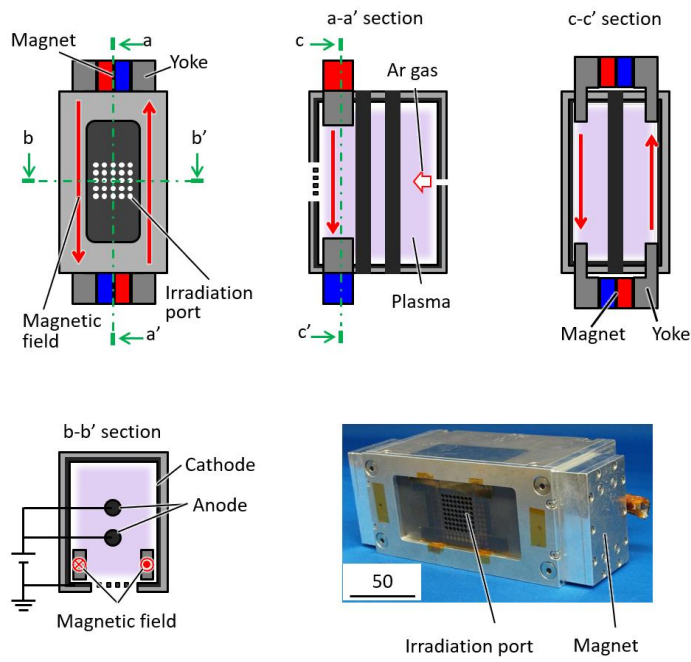 a-a’ section
c-c’ section
Magnet
a
Yoke
c
Ar gas
b
b’
Magnetic
field
a’
Irradiation
port
Plasma
c’
Magnet
Yoke
b-b’ section
Cathode
Anode
Magnetic field
50
Irradiation port
Magnet